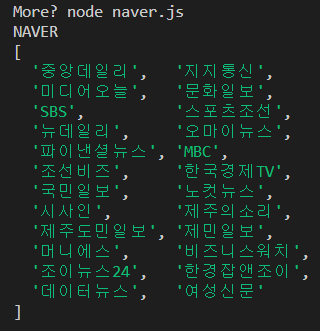 More? node naver.js
NAVER
[
'중앙데일리', '지지통신',
'미디어오늘', '문화일보',
'SBS', '스포츠조선',
'뉴데일리', '오마이뉴스',
'파이낸셜뉴스', 'MBC',
'조선비즈', '한국경제TV',
'국민일보', '노컷뉴스',
'시사인', '제주의소리',
'제주도민일보', '제민일보',
'머니에스', '비즈니스워치',
'조이뉴스24', '한경잡앤조이',
'데이터뉴스', '여성신문'
]